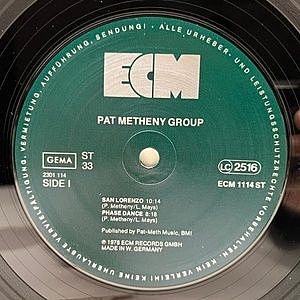 ALLE URHEBER- UND LEISTUNGSSCHUTZRECHTE VORBEHALTEN · KEIN VERLEIH! KEINE UNERLAUBTE VERVIELFÄLTIGUNG, VERMIETUNG, AUFFÜHRUNG, SENDUNG!
ECM
PAT METHENY GROUP
GEMA
ST
33
LC 2516
2301 114
SIDE I
ECM 1114 ST
SAN LORENZO 10:14
(P. Metheny/L. Mays)
PHASE DANCE 8:18
(P. Metheny/L. Mays)
Published by Pat-Meth Music, BMI
℗ 1978 ECM RECORDS GMBH
MADE IN W. GERMANY